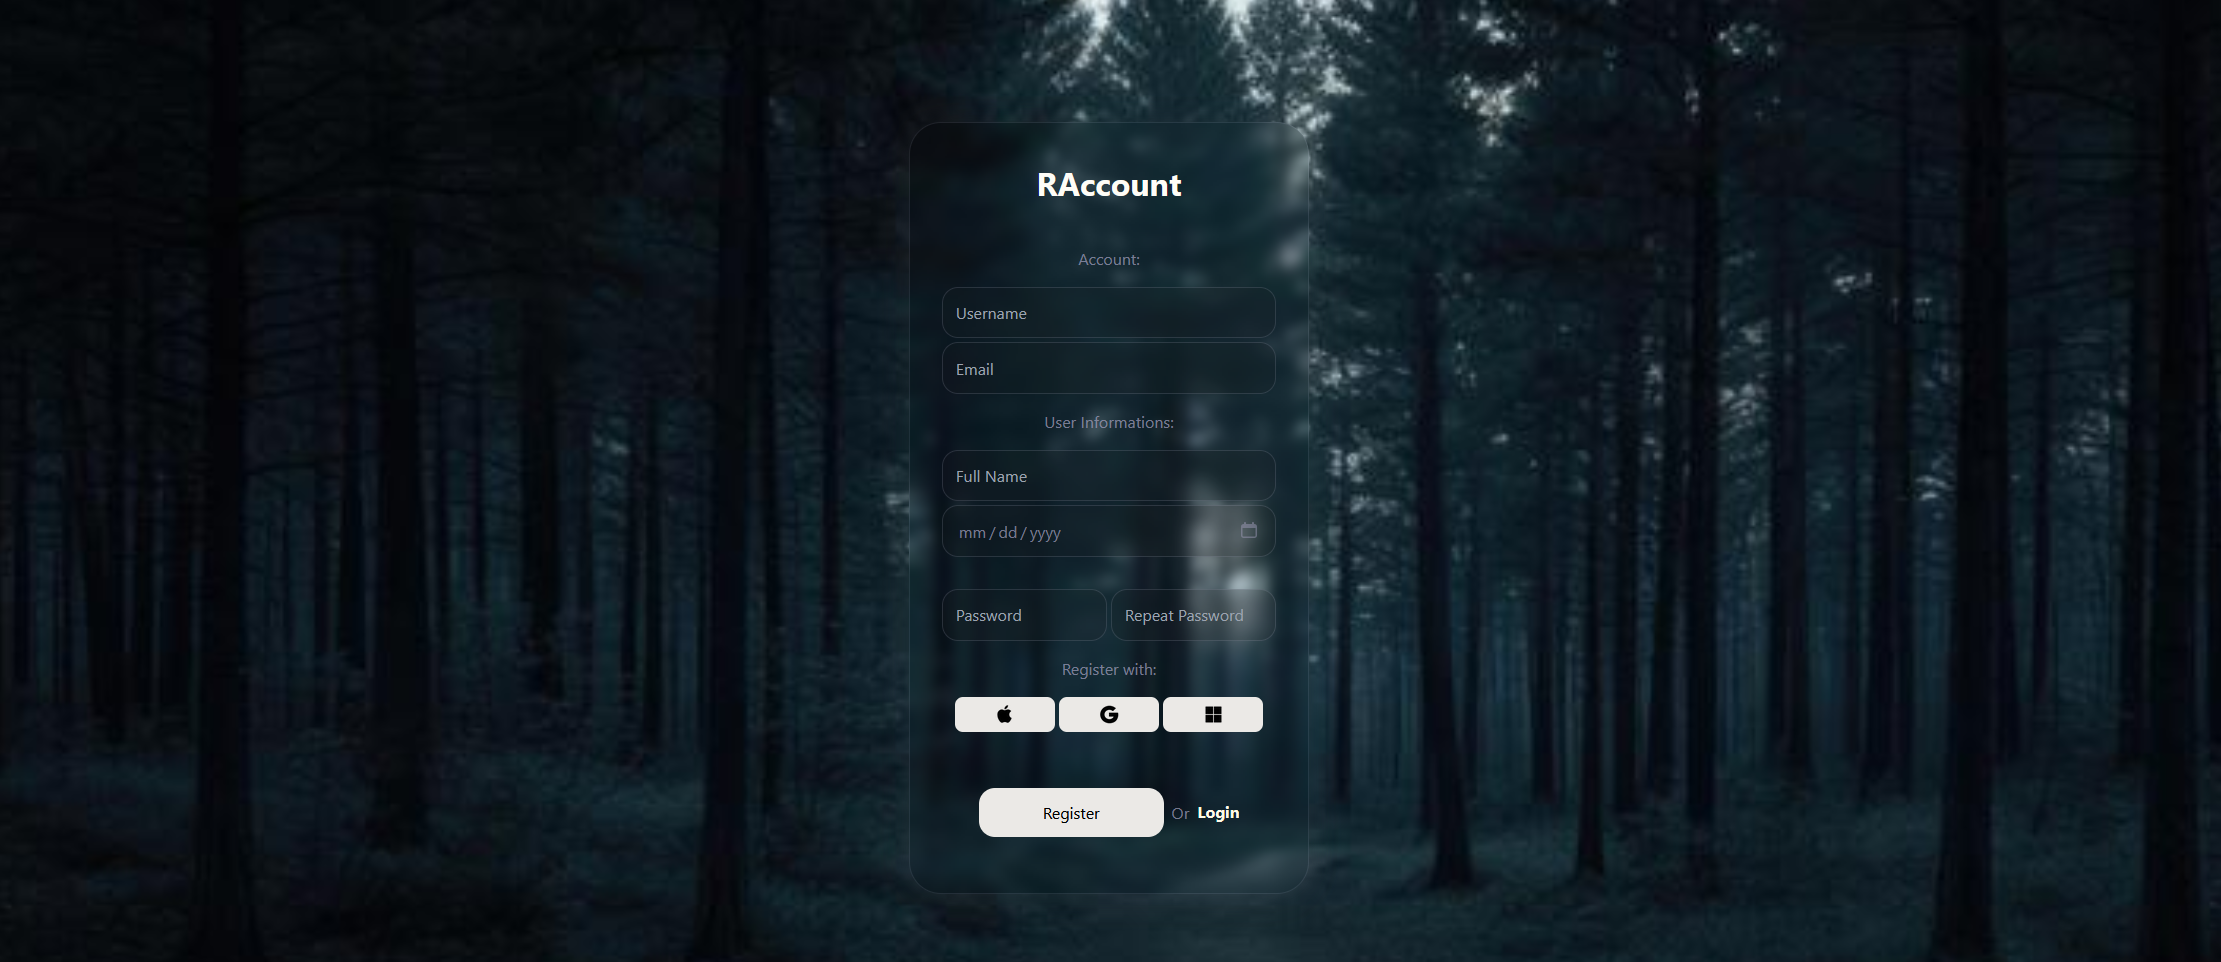 RAccount
Account:
Username
Email
User Informations:
Full Name
mm/dd/yyyy
Password Repeat Password
Register with:
Register Or Login